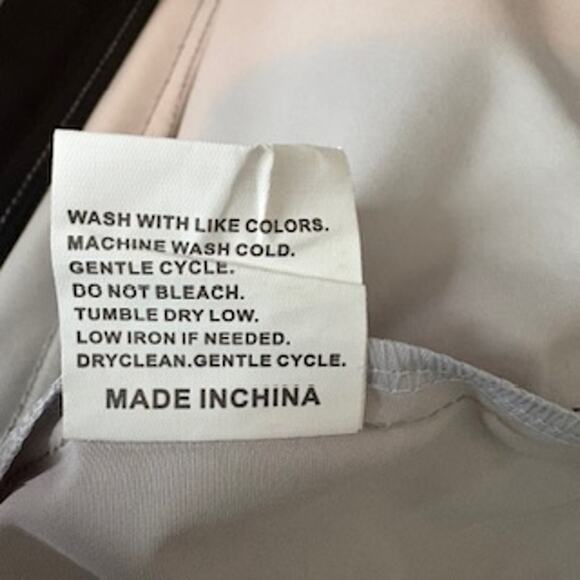 WASH WITH LIKE COLORS.
MACHINE WASH COLD.
GENTLE CYCLE.
DO NOT BLEACH.
TUMBLE DRY LOW.
LOW IRON IF NEEDED.
DRYCLEAN.GENTLE CYCLE.
MADE INCHINA